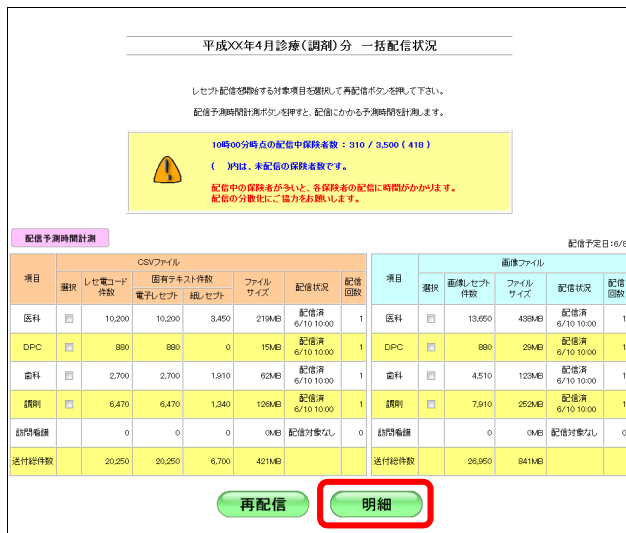 平成XX年4月診療(調剤)分 一括配信状況
レセプト配信を開始する対象項目を選択して再配信ボタンを押して下さい。
配信予測時間計測ボタンを押すと、配信にかかる予測時間を計測します。
10時00分時点の配信中保険者数 : 310 / 3,500 ( 418 )
( )内は、未配信の保険者数です。
配信中の保険者が多いと、各保険者の配信に時間がかかります。
配信の分散化にご協力をお願いします。
配信予測時間計測
配信予定日:6/8
項目 CSVファイル
選択 レセ電コード件数 固有テキスト件数 ファイルサイズ 配信状況 配信回数
電子レセプト 紙レセプト
医科 10,200 10,200 3,450 219MB 配信済 6/10 10:00 1
DPC 880 880 0 15MB 配信済 6/10 10:00 1
歯科 2,700 2,700 1,910 62MB 配信済 6/10 10:00 1
調剤 6,470 6,470 1,340 126MB 配信済 6/10 10:00 1
訪問看護 0 0 0 0MB 配信対象なし 0
送付総件数 20,250 20,250 6,700 421MB
項目 画像ファイル
選択 画像レセプト件数 ファイルサイズ 配信状況 配信回数
医科 13,650 438MB 配信済 6/10 10:00 1
DPC 880 29MB 配信済 6/10 10:00 1
歯科 4,510 123MB 配信済 6/10 10:00 1
調剤 7,910 252MB 配信済 6/10 10:00 1
訪問看護 0 0MB 配信対象なし 0
送付総件数 26,950 841MB
再配信
明細